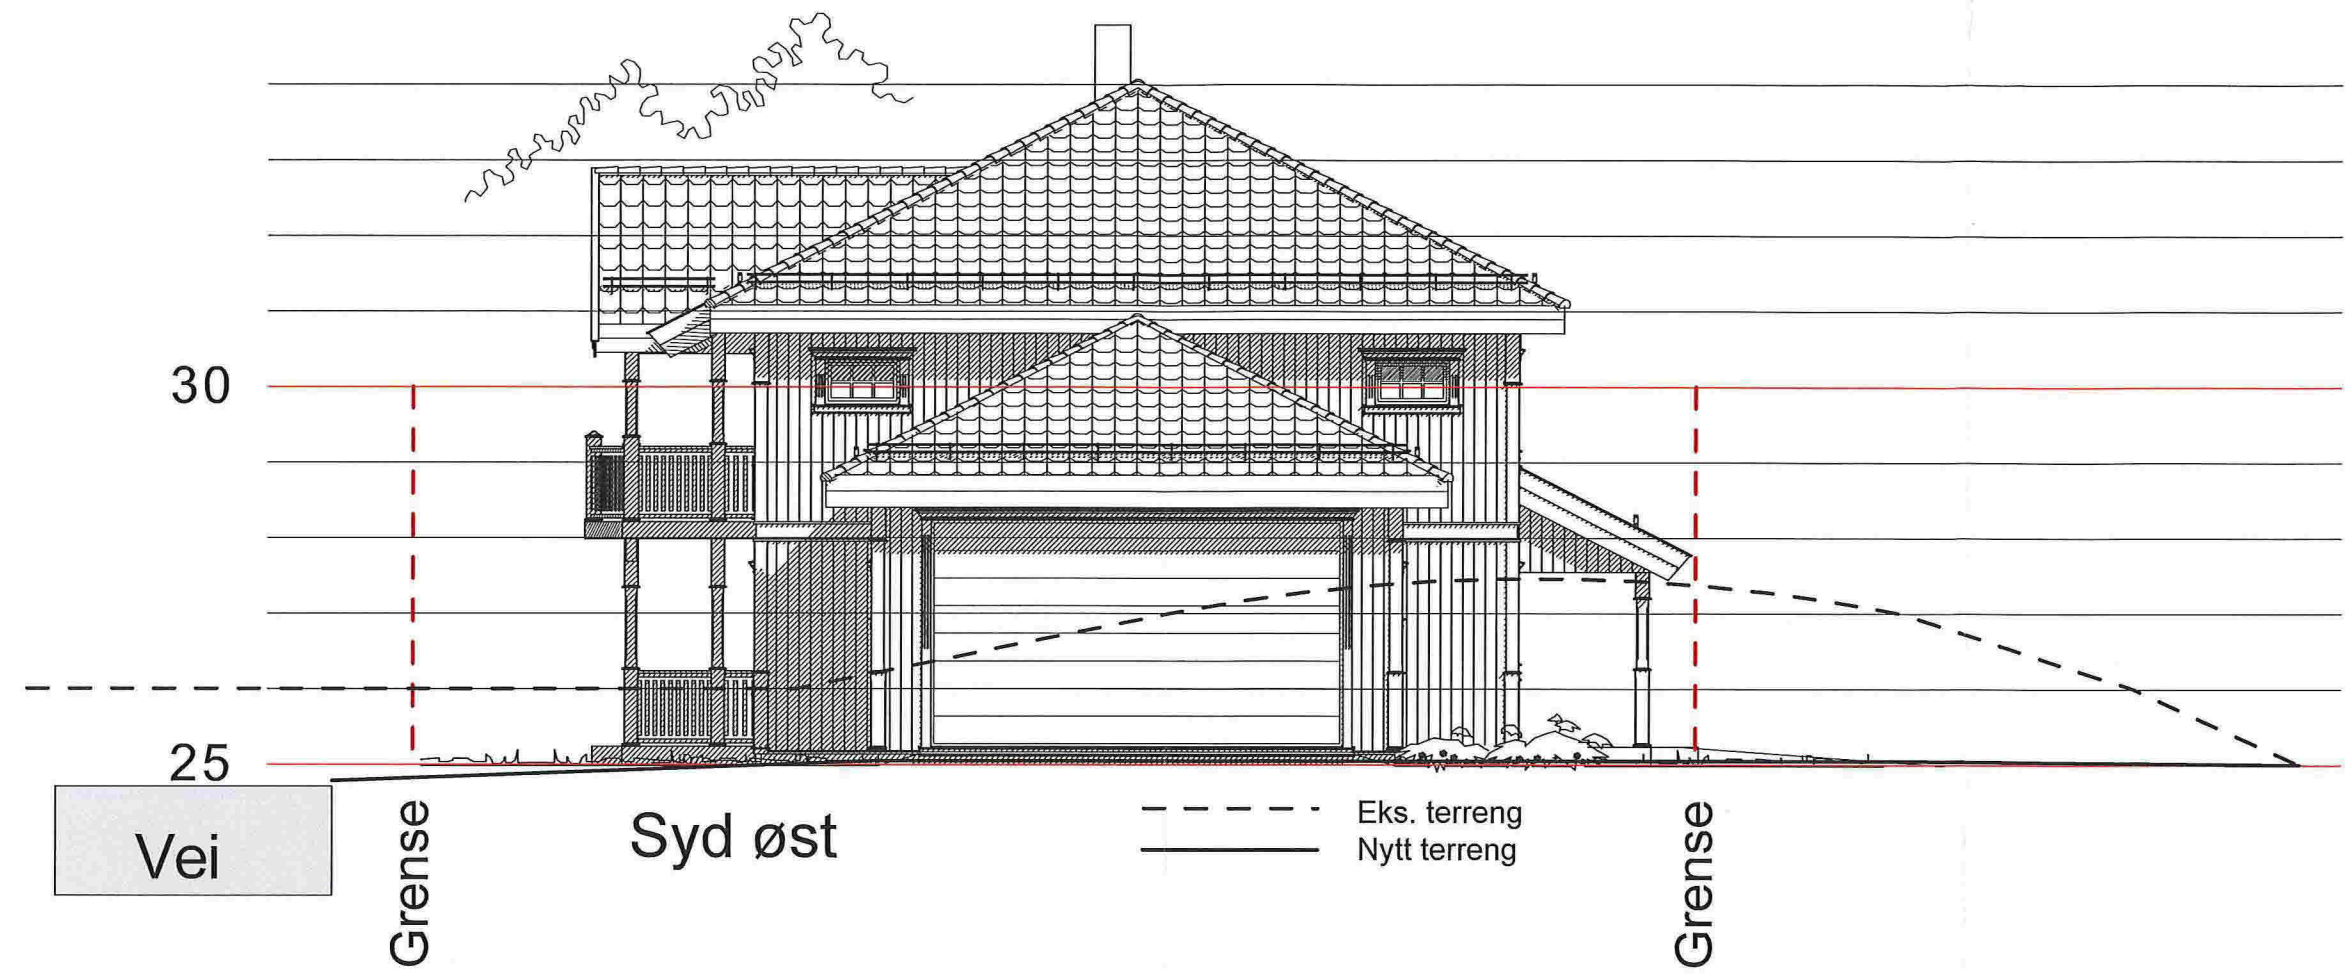 30
25
Vei
Grense
Syd øst
Eks. terreng
Nytt terreng
Grense